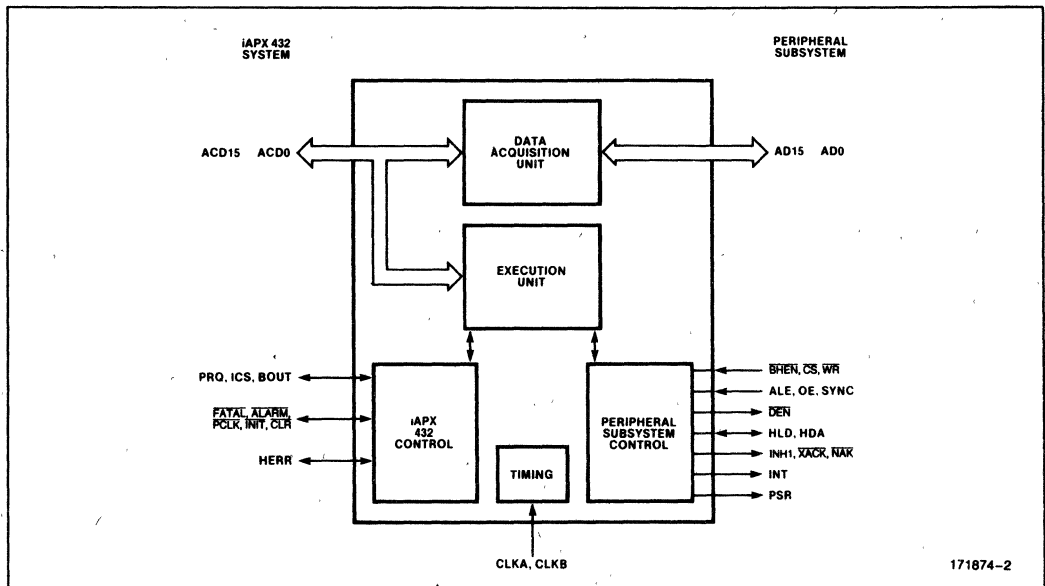 iAPX 432
SYSTEM
PERIPHERAL
SUBSYSTEM
DATA
ACQUISITION
UNIT
ACD15 ACD0
AD15 AD0
EXECUTION
UNIT
PRQ, ICS, BOUT
FATAL, ALARM,
PCLK, INIT, CLR
HERR
iAPX
432
CONTROL
TIMING
PERIPHERAL
SUBSYSTEM
CONTROL
BHEN, CS, WR
ALE, OE, SYNC
DEN
HLD, HDA
INH1, XACK, NAK
INT
PSR
CLKA, CLKB
171874-2